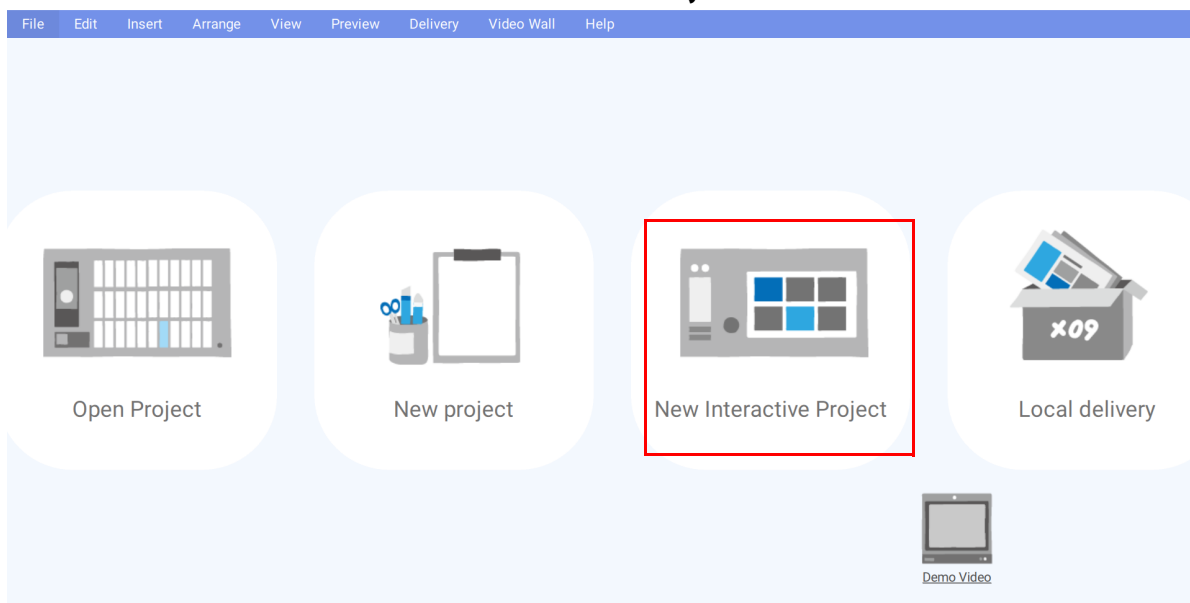 File Edit Insert Arrange View Preview Delivery Video Wall Help
x09
Open Project New project New Interactive Project Local delivery
Demo Video